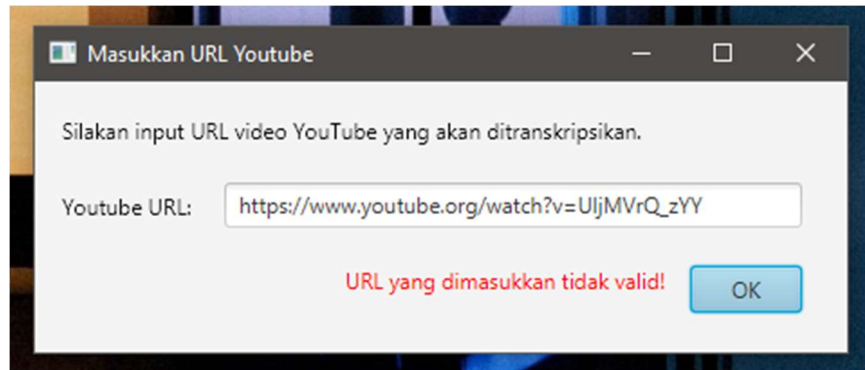 Masukkan URL Youtube
Silakan input URL video YouTube yang akan ditranskripsikan.
Youtube URL: https://www.youtube.org/watch?v=UljMVrQ_zYY
URL yang dimasukkan tidak valid! OK